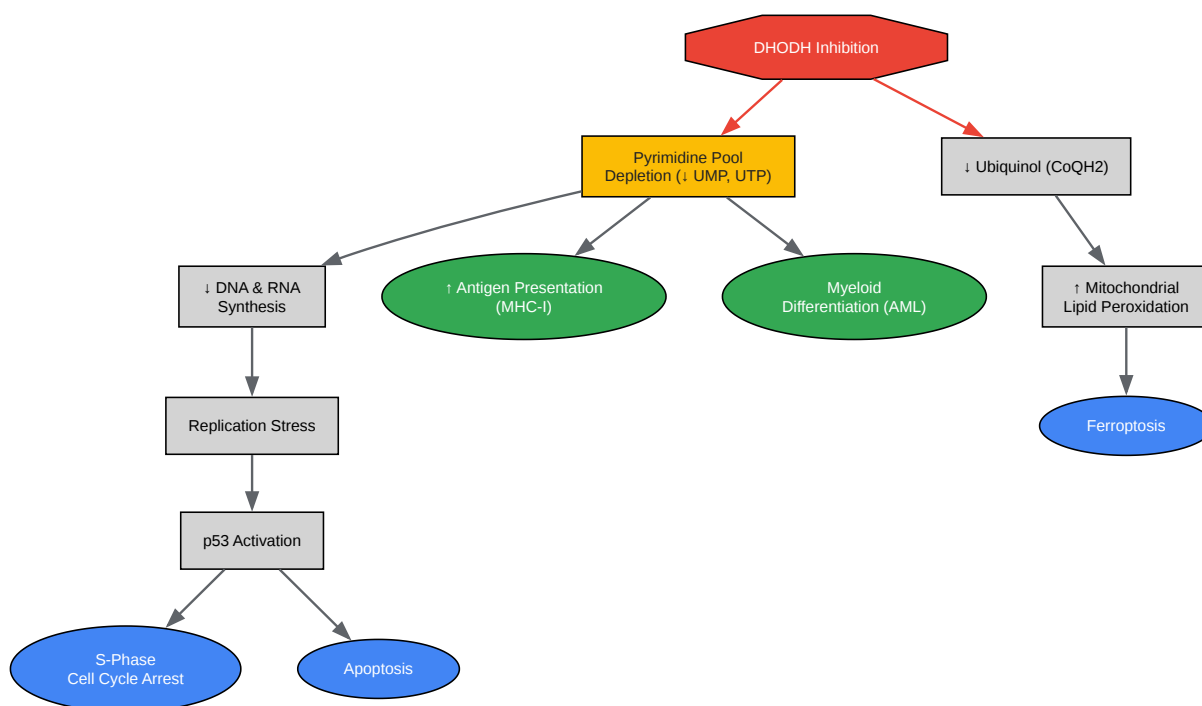 DHODH Inhibition
Pyrimidine Pool
Depletion (↓ UMP, UTP)
↓ Ubiquinol (CoQH2)
↓ DNA & RNA
Synthesis
↑ Antigen Presentation
(MHC-I)
Myeloid
Differentiation (AML)
↑ Mitochondrial
Lipid Peroxidation
Replication Stress
Ferroptosis
p53 Activation
S-Phase
Cell Cycle Arrest
Apoptosis